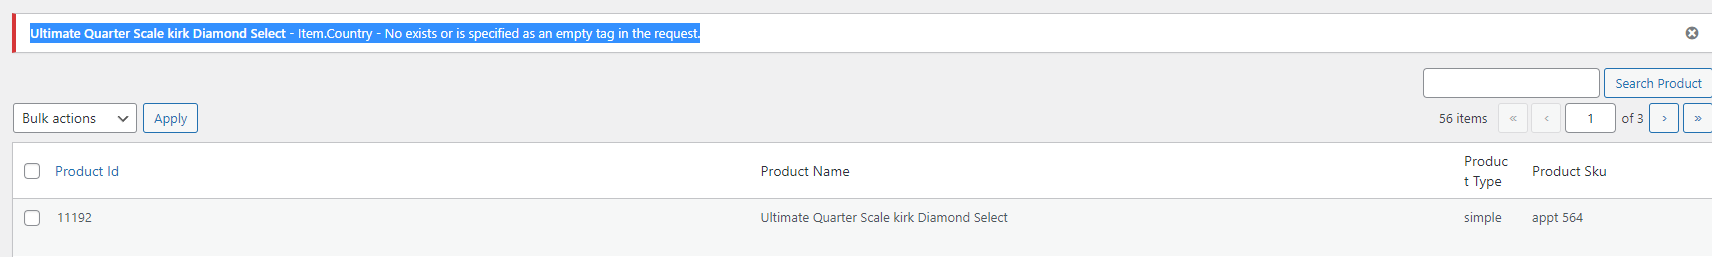 Ultimate Quarter Scale kirk Diamond Select - Item.Country - No exists or is specified as an empty tag in the request.
Search Product
Bulk actions
Apply
56 items
«
‹
1
of 3
›
»
Product Id
Product Name
Produc
t Type
Product Sku
11192
Ultimate Quarter Scale kirk Diamond Select
simple
appt 564